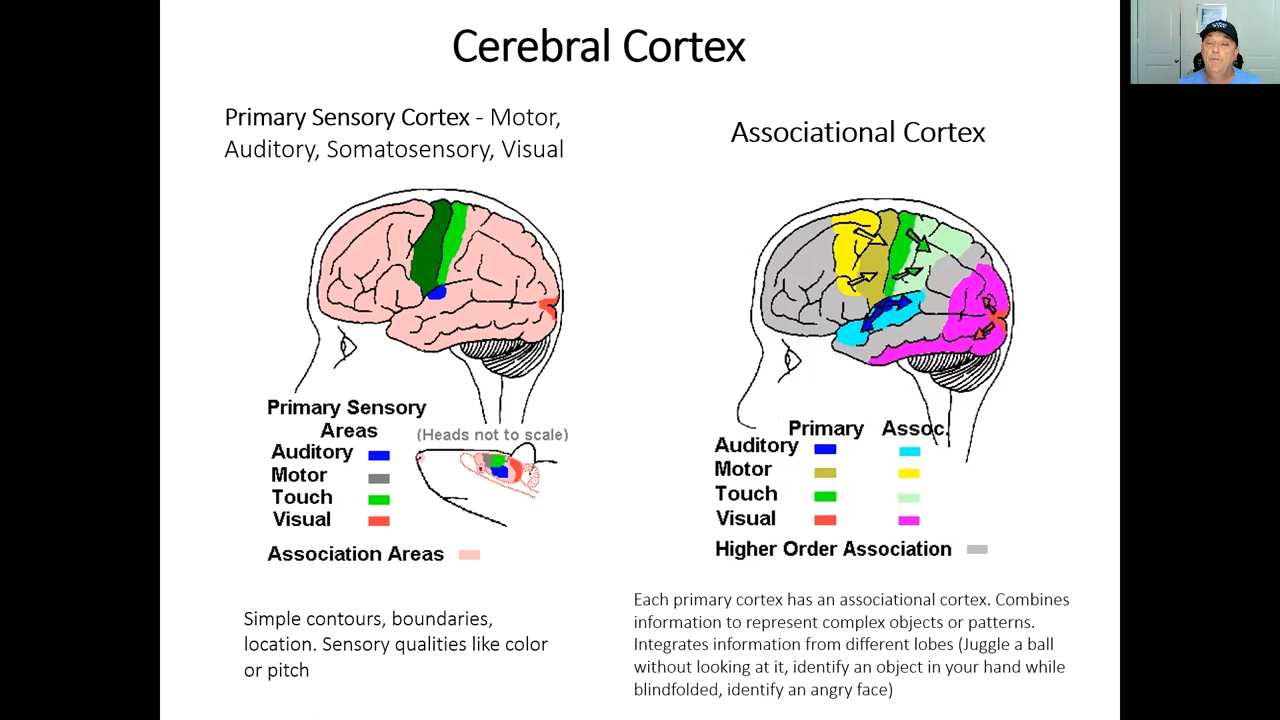 Cerebral Cortex
Primary Sensory Cortex - Motor,
Auditory, Somatosensory, Visual
Primary Sensory
Areas
(Heads not to scale)
Auditory
Motor
Touch
Visual
Association Areas
Simple contours, boundaries,
location. Sensory qualities like color
or pitch
Associational Cortex
Primary Assoc.
Auditory
Motor
Touch
Visual
Higher Order Association
Each primary cortex has an associational cortex. Combines
information to represent complex objects or patterns.
Integrates information from different lobes (Juggle a ball
without looking at it, identify an object in your hand while
blindfolded, identify an angry face)